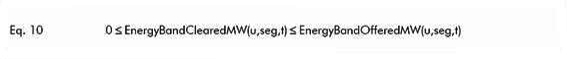 Eq. 10 0 ≤ EnergyBandClearedMW(u,seg,t) ≤ EnergyBandOfferedMW(u,seg,t)